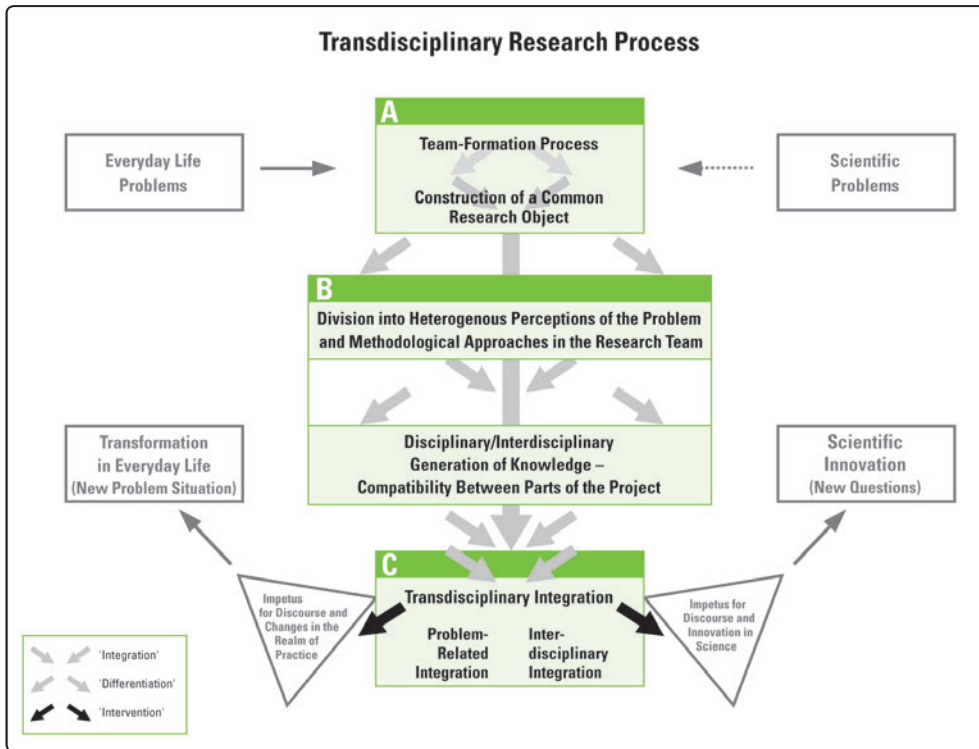 Transdisciplinary Research Process
Everyday Life
Problems
A
Team-Formation Process
Construction of a Common
Research Object
Scientific
Problems
B
Division into Heterogenous Perceptions of the Problem
and Methodological Approaches in the Research Team
Disciplinary/Interdisciplinary
Generation of Knowledge –
Compatibility Between Parts of the Project
Transformation
in Everyday Life
(New Problem Situation)
Scientific
Innovation
(New Questions)
C
Transdisciplinary Integration
Problem-
Related
Integration
Inter-
disciplinary
Integration
Impetus
for Discourse and
Changes in the
Realm of
Practice
Impetus for
Discourse and
Innovation in
Science
'Integration'
'Differentiation'
'Intervention'